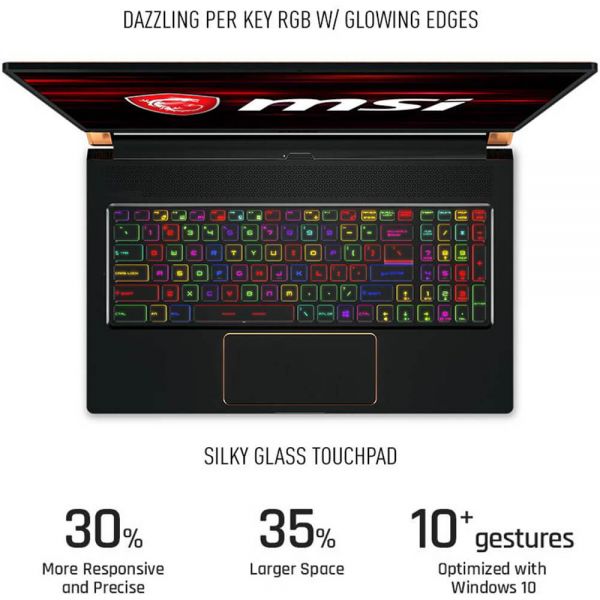 DAZZLING PER KEY RGB W/ GLOWING EDGES
msi
SILKY GLASS TOUCHPAD
30% 35% 10+ gestures
More Responsive Larger Space Optimized with
and Precise Windows 10